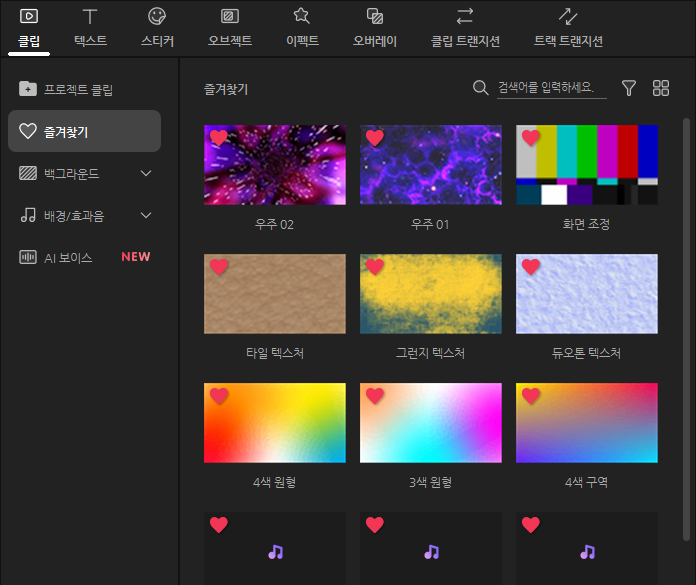 클립
텍스트
스티커
오브젝트
이펙트
오버레이
클립 트랜지션
트랙 트랜지션
프로젝트 클립
즐겨찾기
백그라운드
배경/효과음
AI 보이스 NEW
즐겨찾기
검색어를 입력하세요.
우주 02
우주 01
화면 조정
타일 텍스처
그런지 텍스처
듀오톤 텍스처
4색 원형
3색 원형
4색 구역